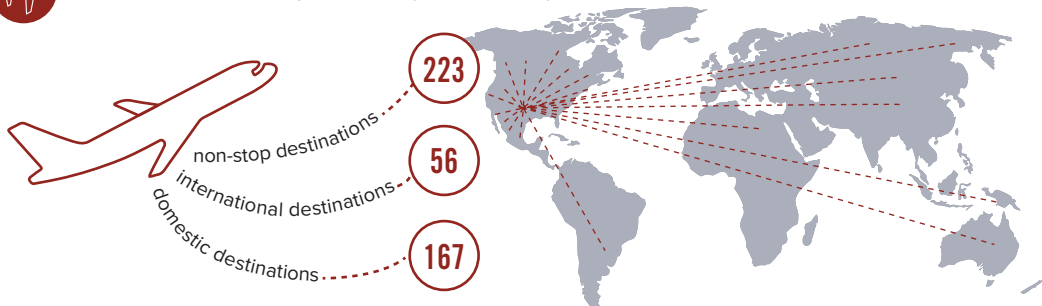 223
non-stop destinations
56
international destinations
167
domestic destinations